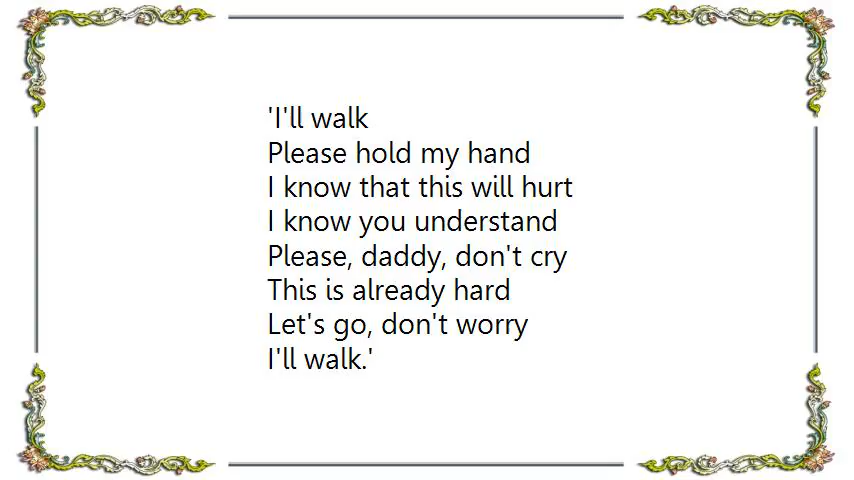 'I'll walk
Please hold my hand
I know that this will hurt
I know you understand
Please, daddy, don't cry
This is already hard
Let's go, don't worry
I'll walk.'